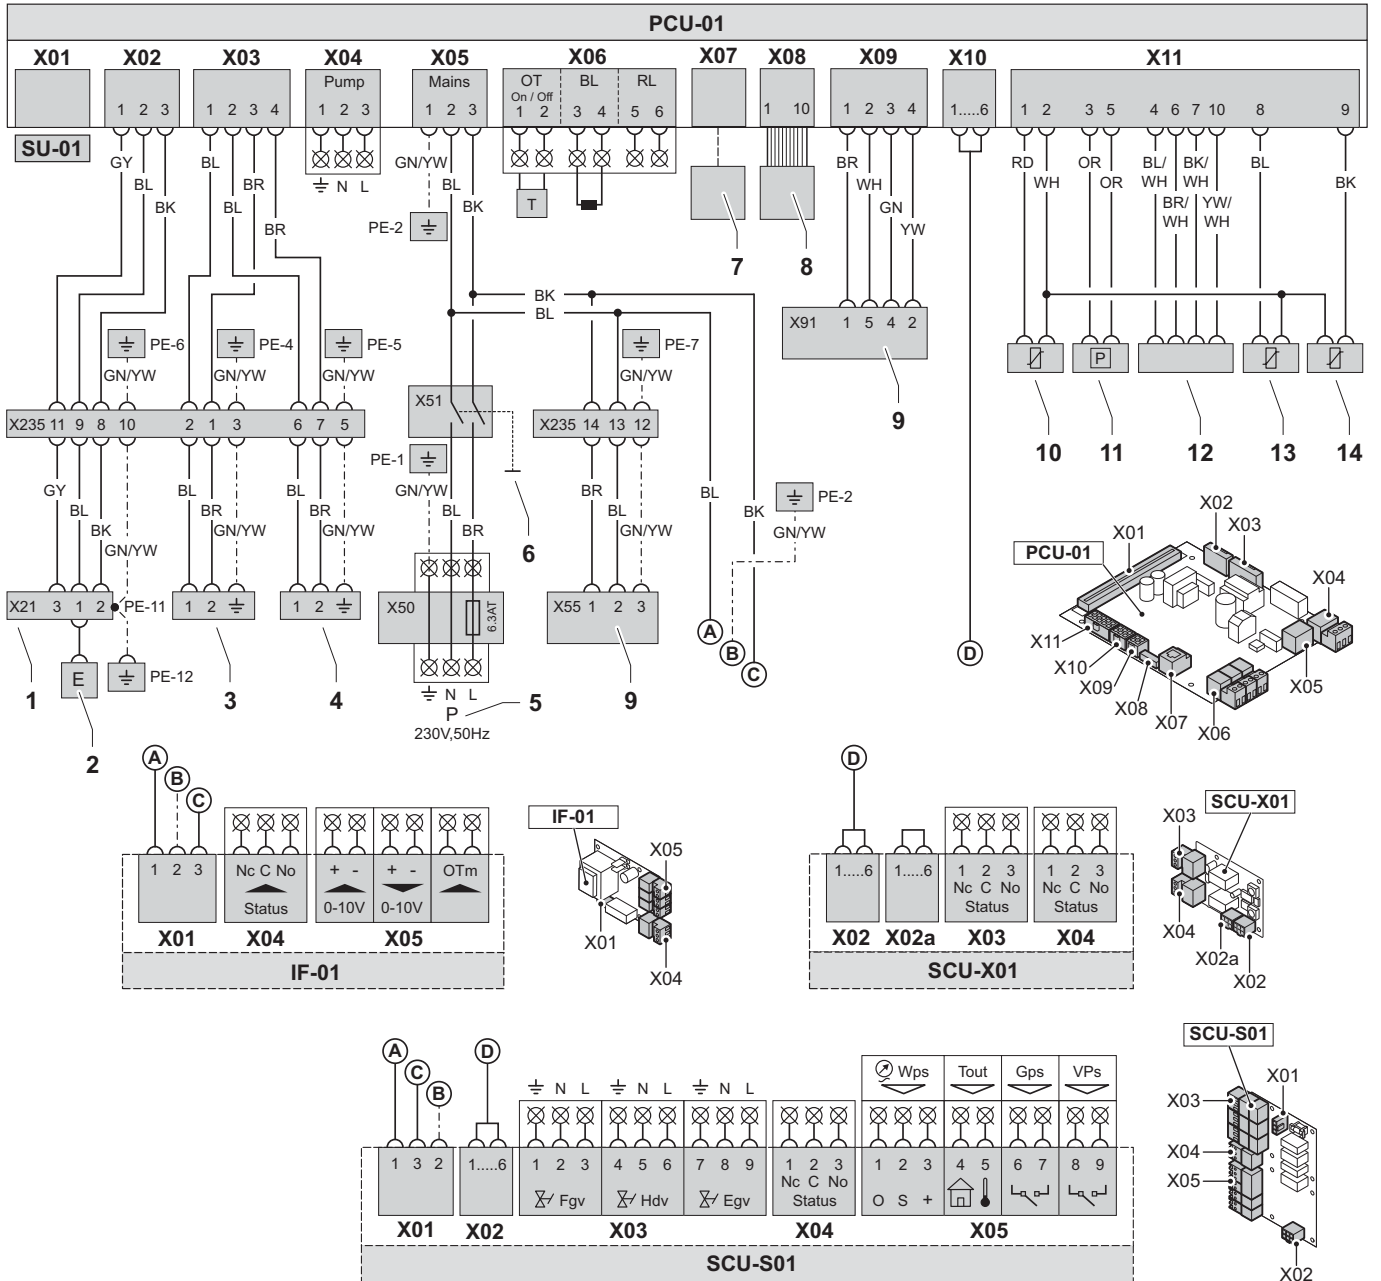 PCU-01
X01 X02 X03 X04 X05 X06 X07 X08 X09 X10 X11
Pump Mains OT BL RL
On / Off
1 2 3 1 2 3 4 1 2 3 1 2 3 1 2 3 4 5 6 1 10 1 2 3 4 1.....6 1 2 3 5 4 6 7 10 8 9
SU-01
GY BL GN/YW BR RD OR BL/ BK/ BL
N L
BL BR BL WH WH OR WH WH BK
BK BL BK T GN BR/ YW/
BR PE-2 YW WH WH
7 8
BK
BL
PE-6 PE-4 PE-5 PE-7 X91 1 5 4 2
GN/YW GN/YW GN/YW GN/YW P
X51
X235 11 9 8 10 2 1 3 6 7 5 X235 14 13 12 9 10 11 12 13 14
PE-1
GY BL BL GN/YW BR BL PE-2
BL BR BR BL BL BK
BK GN/YW GN/YW BR GN/YW GN/YW
GN/YW 6
X21 3 1 2 PE-11 1 2 1 2 X50 6.3AT X55 1 2 3
A
B
C
D
E PE-12
1 3 4 N L 5 9
P
230V,50Hz
2
X02
X03
X01
PCU-01
X04
X11
X10
X09
X08
X07
X06
X05
A
B
C
1 2 3 Nc C No + - + - OTm
Status 0-10V 0-10V
X01 X04 X05
IF-01
IF-01
X05
X01
X04
D
1.....6 1.....6 1 2 3 1 2 3
Nc C No Nc C No
Status Status
X02 X02a X03 X04
SCU-X01
SCU-X01
X03
X04
X02a
X02
A D
C
B
Wps Tout Gps VPs
N L N L N L
1 3 2 1.....6 1 2 3 4 5 6 7 8 9 1 2 3 1 2 3 4 5 6 7 8 9
Nc C No
Fgv Hdv Egv Status O S +
X01 X02 X03 X04 X05
SCU-S01
SCU-S01
X01
X03
X04
X05
X02